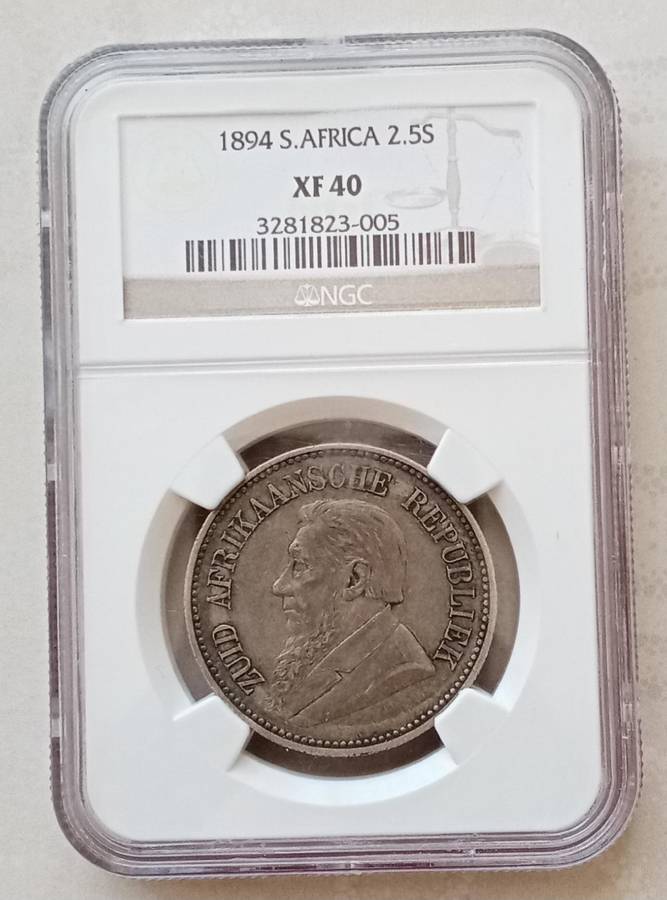 1894 S.AFRICA 2.5S
XF 40
3281823-005
NGC
ZUID AFRIKAANSCHE REPUBLIEK